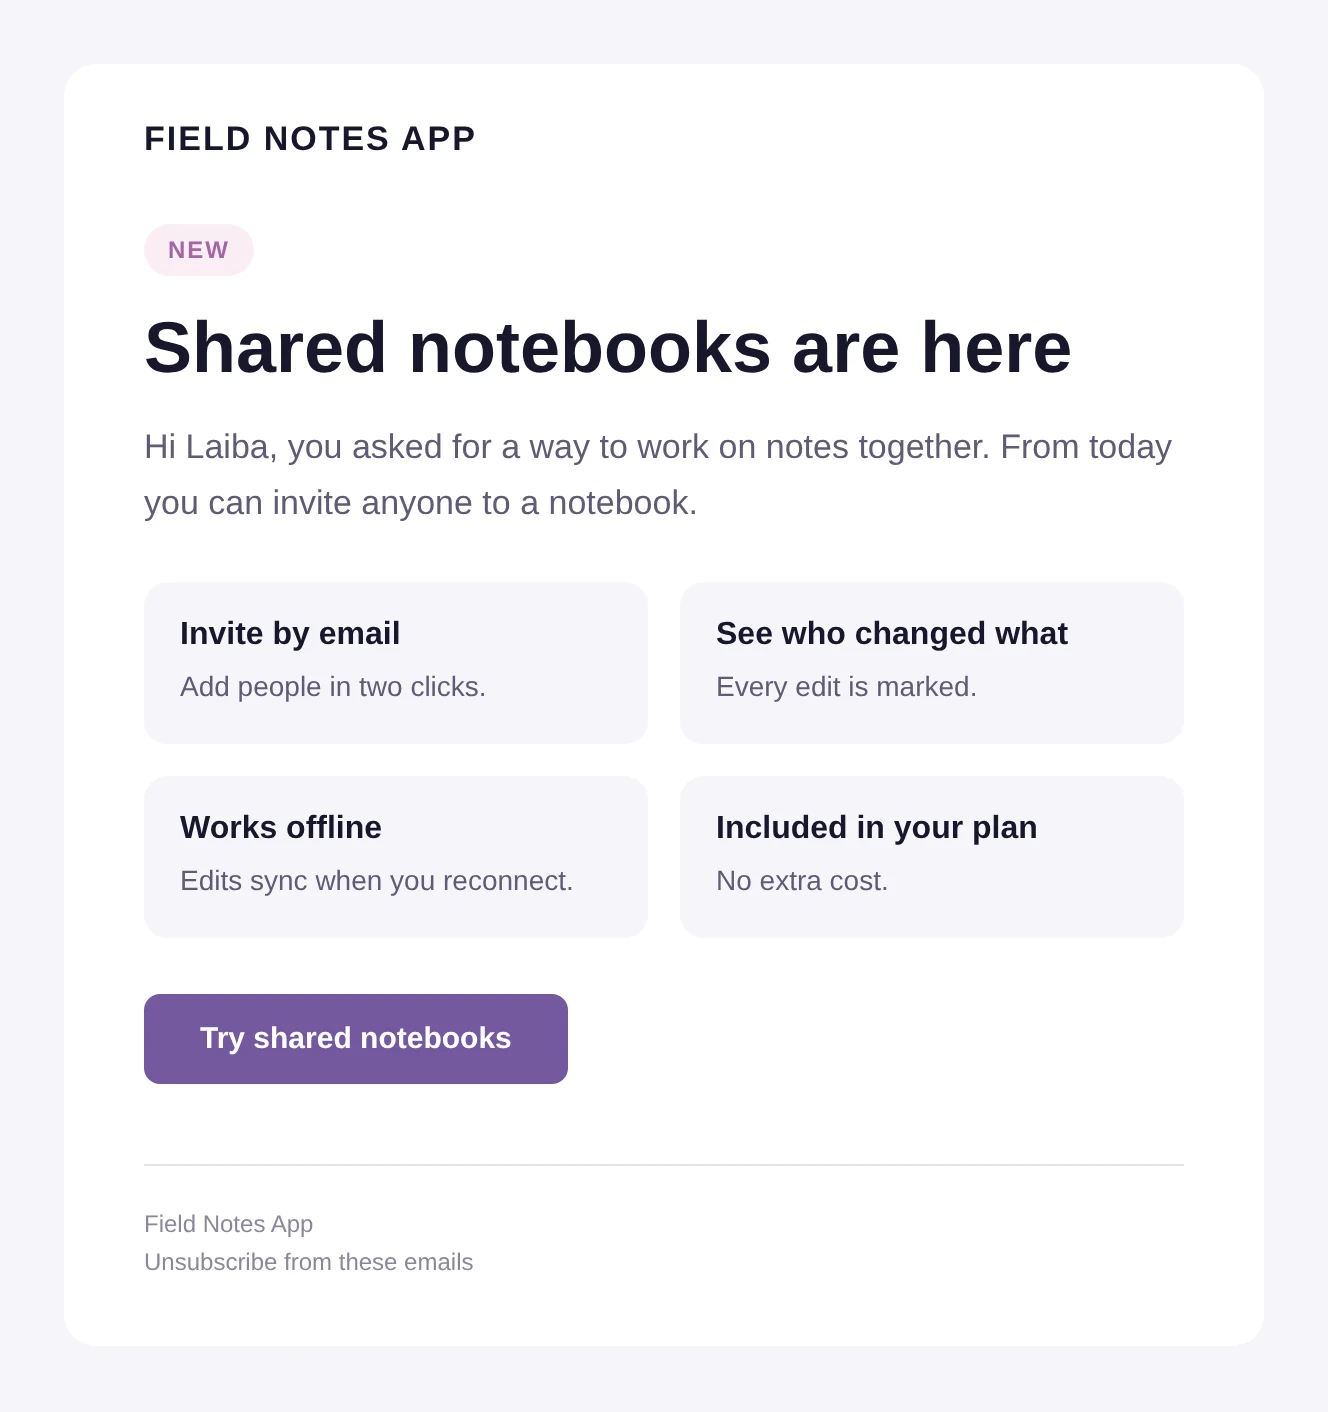 FIELD NOTES APP
NEW
Shared notebooks are here
Hi Laiba, you asked for a way to work on notes together. From today
you can invite anyone to a notebook.
Invite by email
Add people in two clicks.
See who changed what
Every edit is marked.
Works offline
Edits sync when you reconnect.
Included in your plan
No extra cost.
Try shared notebooks
Field Notes App
Unsubscribe from these emails